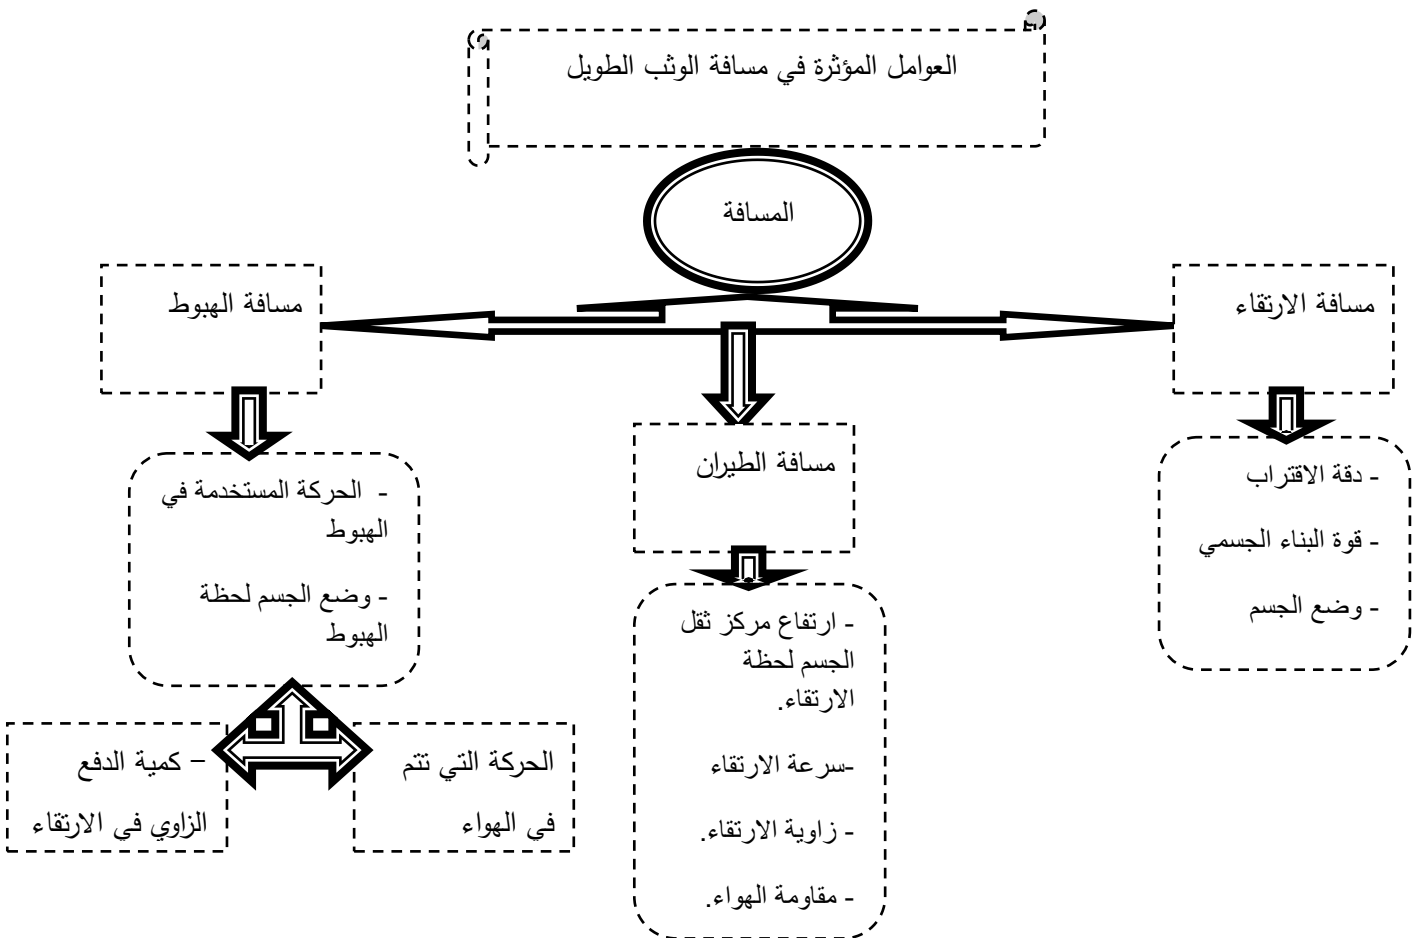 العوامل المؤثرة في مسافة الوثب الطويل
المسافة
مسافة الارتقاء
- دقة الاقتراب
- قوة البناء الجسمي
- وضع الجسم
مسافة الطيران
- ارتفاع مركز ثقل
الجسم لحظة
الارتقاء.
-سرعة الارتقاء
- زاوية الارتقاء.
- مقاومة الهواء.
مسافة الهبوط
- الحركة المستخدمة في
الهبوط
- وضع الجسم لحظة
الهبوط
الحركة التي تتم
في الهواء
– كمية الدفع
الزاوي في الارتقاء